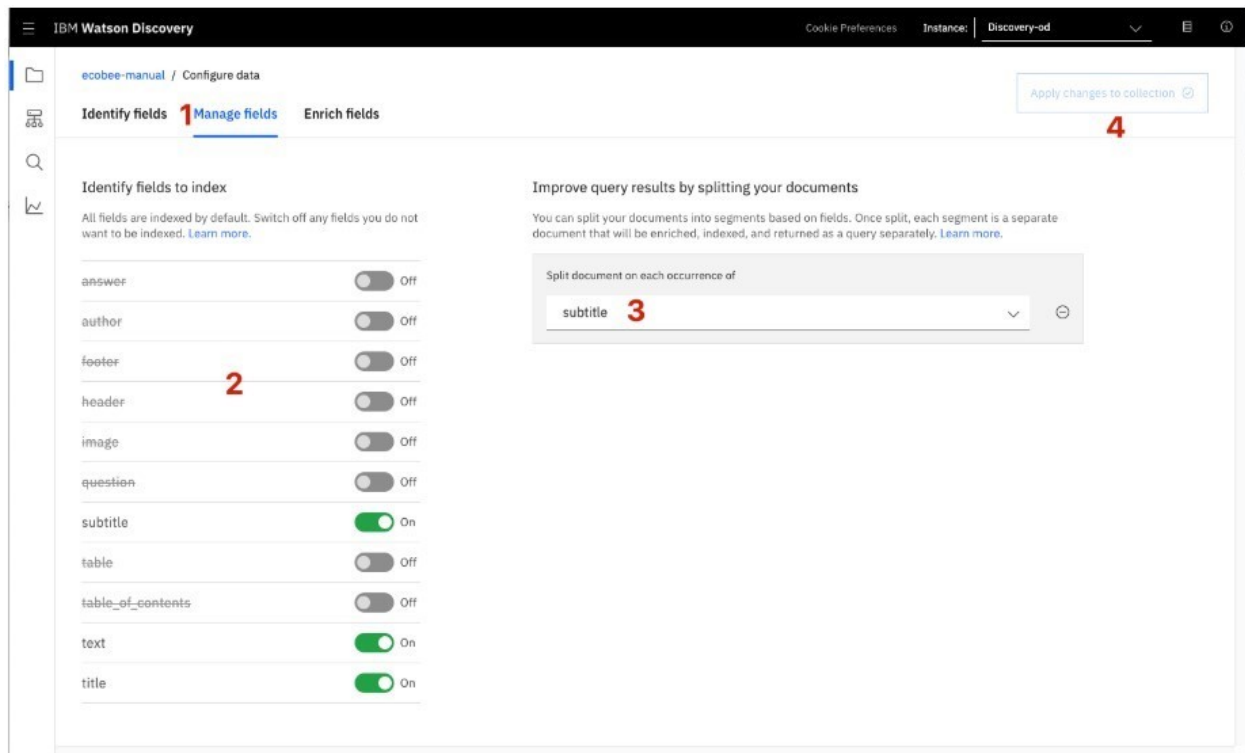 IBM Watson Discovery
Cookie Preferences
Instance:
Discovery-od
ecobee-manual / Configure data
Apply changes to collection
Identify fields
1
Manage fields
Enrich fields
4
Identify fields to index
All fields are indexed by default. Switch off any fields you do not
want to be indexed. Learn more.
answer Off
author Off
footer Off
2
header Off
image Off
question Off
subtitle On
table Off
table_of_contents Off
text On
title On
Improve query results by splitting your documents
You can split your documents into segments based on fields. Once split, each segment is a separate
document that will be enriched, indexed, and returned as a query separately. Learn more.
Split document on each occurrence of
subtitle 3